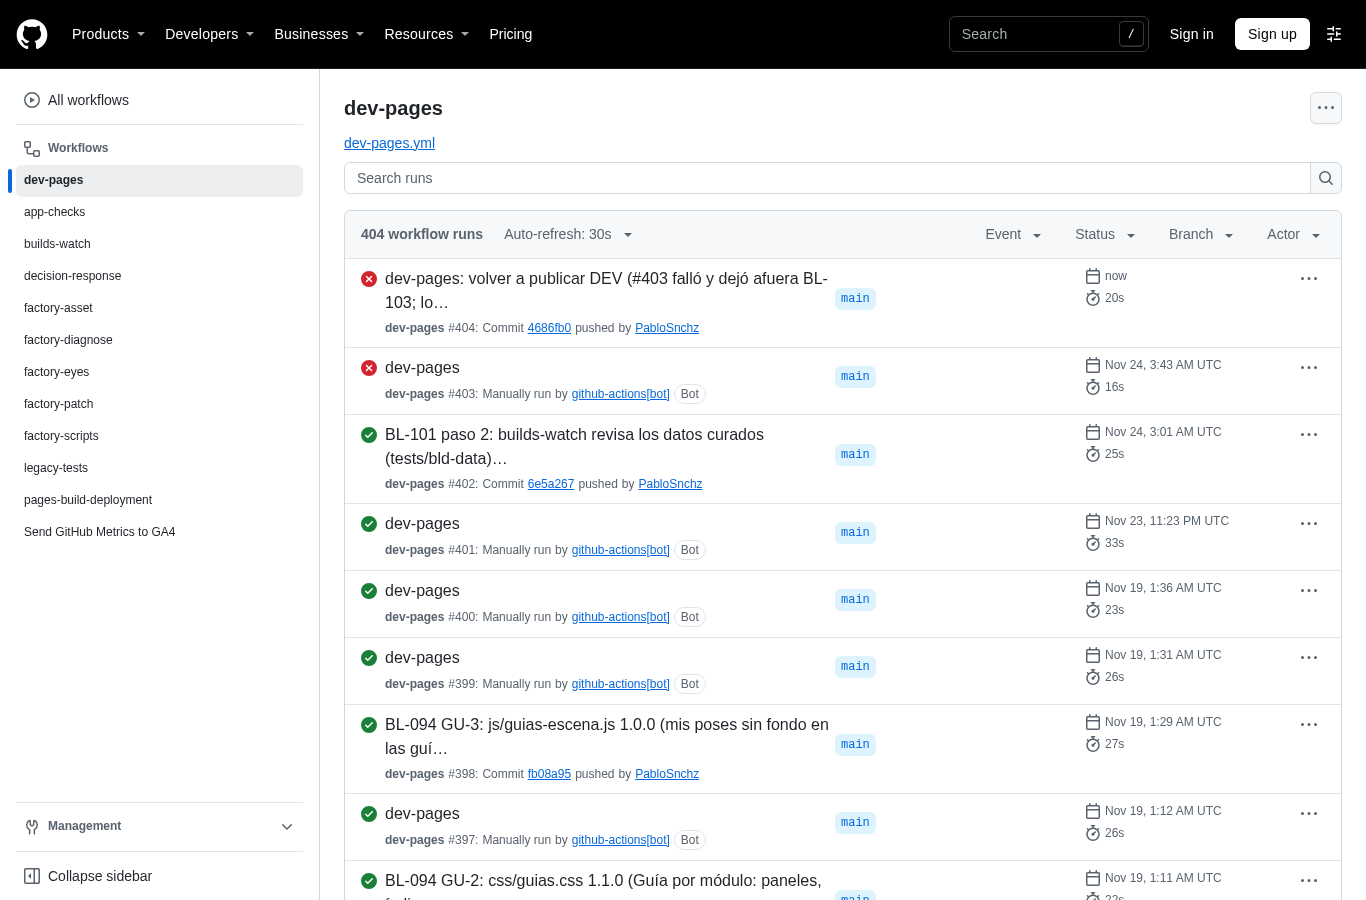 Products Developers Businesses Resources Pricing Search / Sign in Sign up
All workflows
Workflows
dev-pages
app-checks
builds-watch
decision-response
factory-asset
factory-diagnose
factory-eyes
factory-patch
factory-scripts
legacy-tests
pages-build-deployment
Send GitHub Metrics to GA4
Management
Collapse sidebar
dev-pages
dev-pages.yml
Search runs
404 workflow runs Auto-refresh: 30s Event Status Branch Actor
dev-pages: volver a publicar DEV (#403 falló y dejó afuera BL-
103; lo…
dev-pages #404: Commit 4686fb0 pushed by PabloSnchz
main
now
20s
dev-pages
dev-pages #403: Manually run by github-actions[bot] Bot
main
Nov 24, 3:43 AM UTC
16s
BL-101 paso 2: builds-watch revisa los datos curados
(tests/bld-data)…
dev-pages #402: Commit 6e5a267 pushed by PabloSnchz
main
Nov 24, 3:01 AM UTC
25s
dev-pages
dev-pages #401: Manually run by github-actions[bot] Bot
main
Nov 23, 11:23 PM UTC
33s
dev-pages
dev-pages #400: Manually run by github-actions[bot] Bot
main
Nov 19, 1:36 AM UTC
23s
dev-pages
dev-pages #399: Manually run by github-actions[bot] Bot
main
Nov 19, 1:31 AM UTC
26s
BL-094 GU-3: js/guias-escena.js 1.0.0 (mis poses sin fondo en
las guí…
dev-pages #398: Commit fb08a95 pushed by PabloSnchz
main
Nov 19, 1:29 AM UTC
27s
dev-pages
dev-pages #397: Manually run by github-actions[bot] Bot
main
Nov 19, 1:12 AM UTC
26s
BL-094 GU-2: css/guias.css 1.1.0 (Guía por módulo: paneles,
main
Nov 19, 1:11 AM UTC
22s